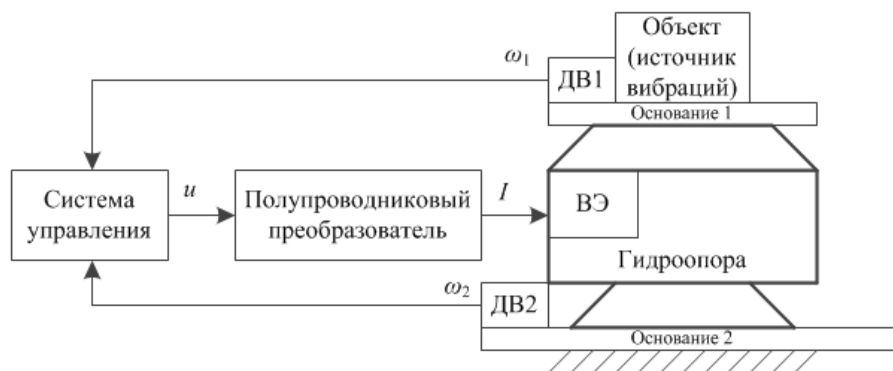 Объект
(источник
вибраций)
ω1
ДВ1
Основание 1
Система
управления
u
Полупроводниковый
преобразователь
I
ВЭ
Гидроопора
ω2
ДВ2
Основание 2